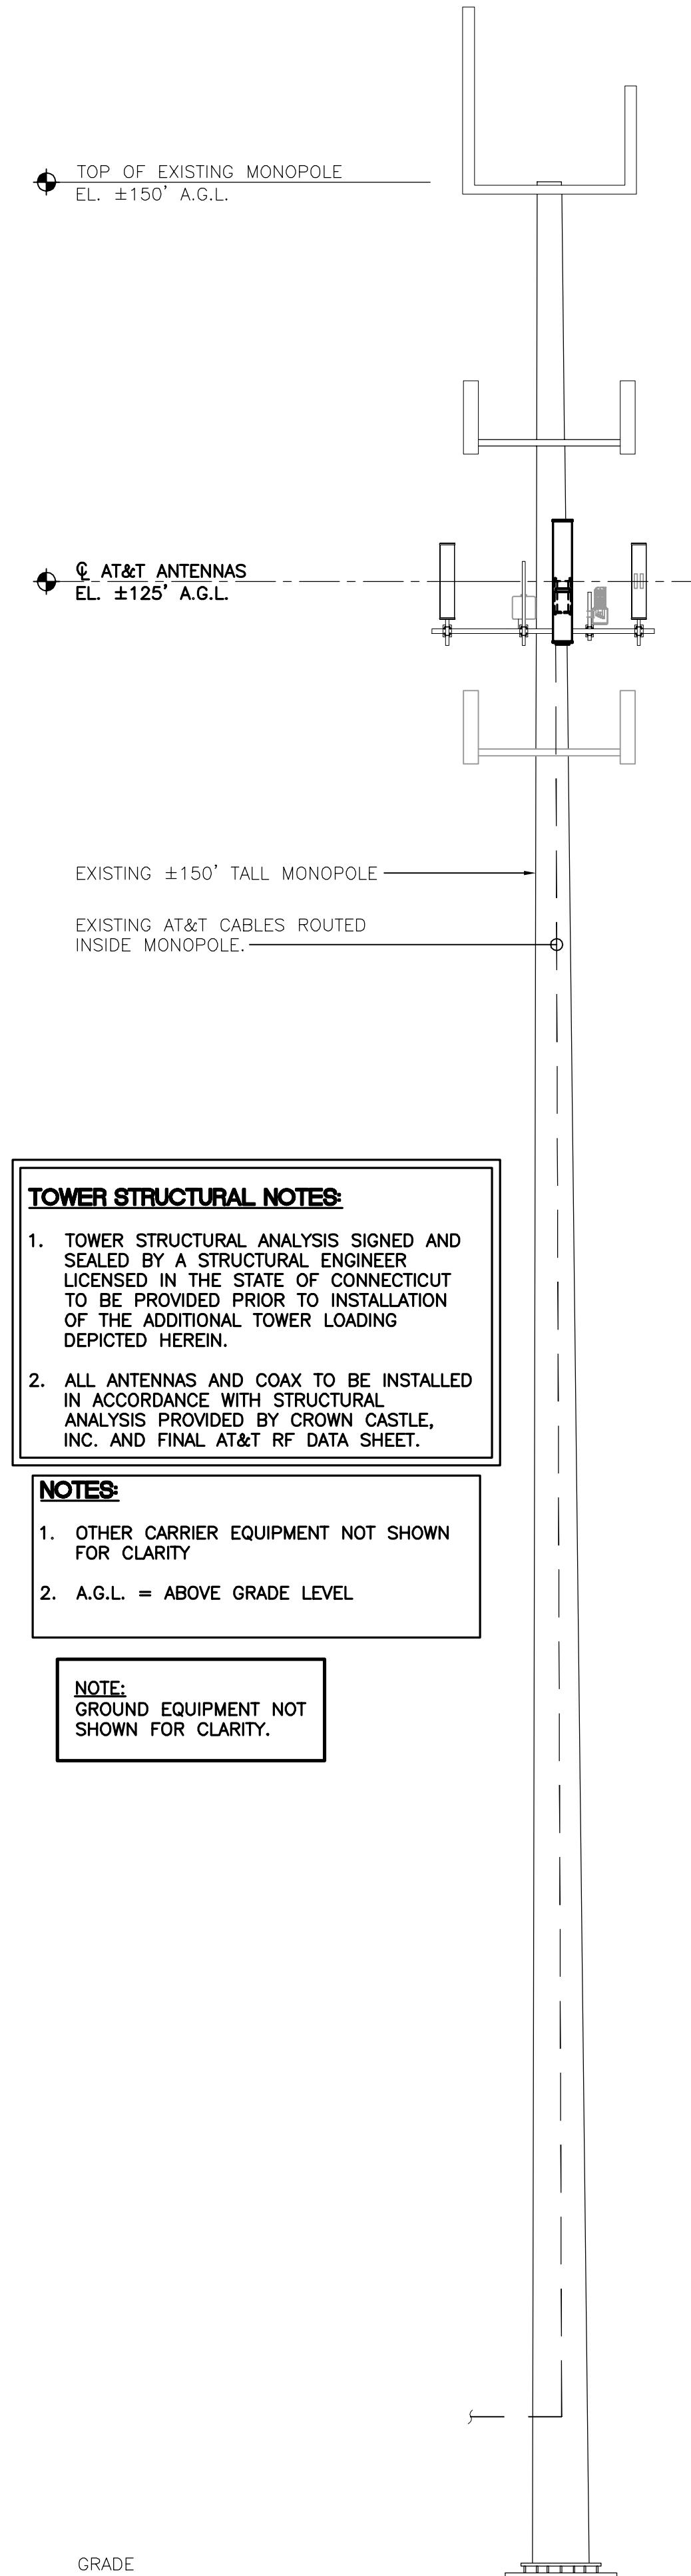 TOP OF EXISTING MONOPOLE
EL. ±150' A.G.L.
℄ AT&T ANTENNAS
EL. ±125' A.G.L.
EXISTING ±150' TALL MONOPOLE
EXISTING AT&T CABLES ROUTED
INSIDE MONOPOLE.
TOWER STRUCTURAL NOTES:
1. TOWER STRUCTURAL ANALYSIS SIGNED AND
SEALED BY A STRUCTURAL ENGINEER
LICENSED IN THE STATE OF CONNECTICUT
TO BE PROVIDED PRIOR TO INSTALLATION
OF THE ADDITIONAL TOWER LOADING
DEPICTED HEREIN.
2. ALL ANTENNAS AND COAX TO BE INSTALLED
IN ACCORDANCE WITH STRUCTURAL
ANALYSIS PROVIDED BY CROWN CASTLE,
INC. AND FINAL AT&T RF DATA SHEET.
NOTES:
1. OTHER CARRIER EQUIPMENT NOT SHOWN
FOR CLARITY
2. A.G.L. = ABOVE GRADE LEVEL
NOTE:
GROUND EQUIPMENT NOT
SHOWN FOR CLARITY.
GRADE